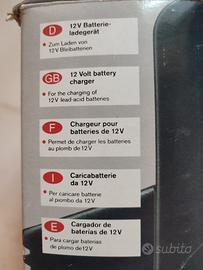 D
12V Batterie-
ladegerät
• Zum Laden von
12V Bleibatterien
GB
12 Volt battery
charger
• For the charging of
12V lead-acid batteries
F
Chargeur pour
batteries de 12V
• Permet de charger les batteries
au plomb de 12V
I
Caricabatterie
da 12V
• Per caricare batterie
al piombo da 12V
E
Cargador de
baterías de 12V
• Para cargar baterías
de plomo de 12V
subito